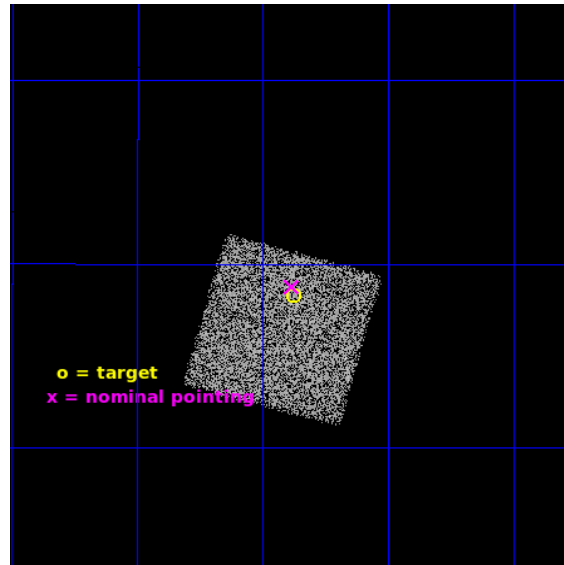 o = target
x = nominal pointing